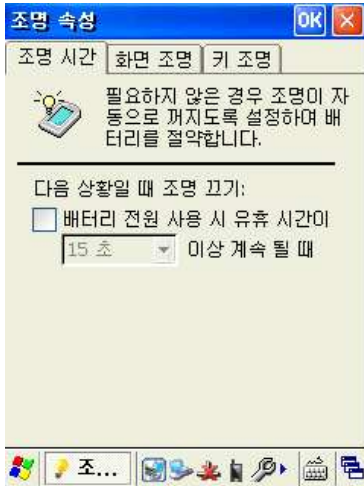 조명 속성 OK
조명 시간 화면 조명 키 조명
필요하지 않은 경우 조명이 자
동으로 꺼지도록 설정하여 배
터리를 절약합니다.
다음 상황일 때 조명 끄기:
배터리 전원 사용 시 유휴 시간이
15 초 이상 계속 될 때
조...